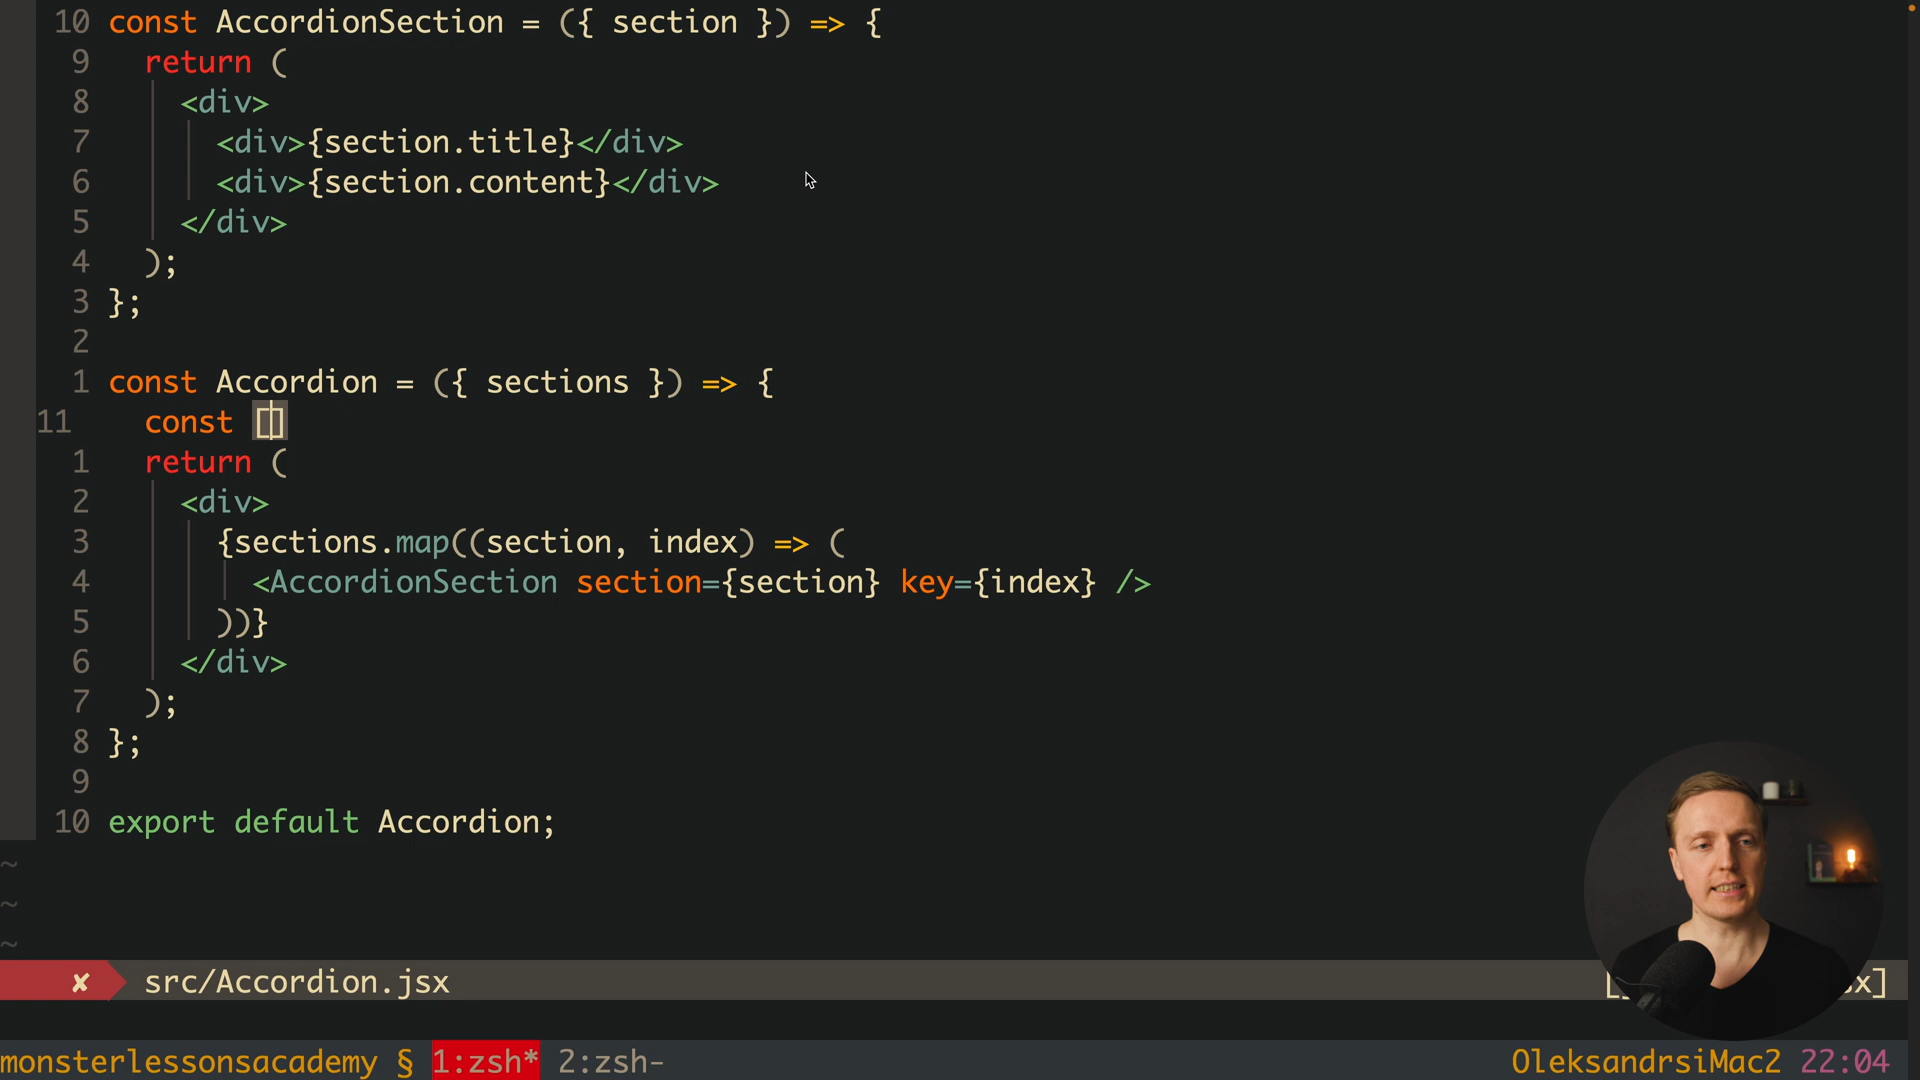 10 const AccordionSection = ({ section }) => {
9 return (
8 <div>
7 <div>{section.title}</div>
6 <div>{section.content}</div>
5 </div>
4 );
3 };
2
1 const Accordion = ({ sections }) => {
11 const []
1 return (
2 <div>
3 {sections.map((section, index) => (
4 <AccordionSection section={section} key={index} />
5 ))}
6 </div>
7 );
8 };
9
10 export default Accordion;
~
~
~
✘ src/Accordion.jsx
monsterlessonsacademy § 1:zsh* 2:zsh- OleksandrsiMac2 22:04